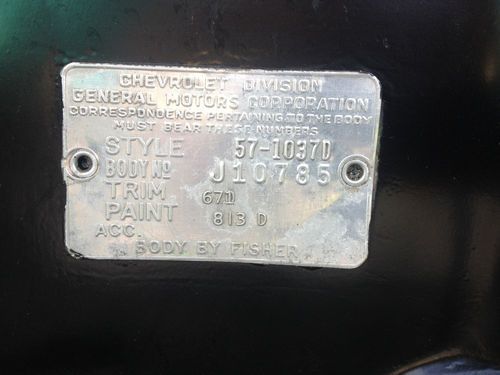 CHEVROLET DIVISION
GENERAL MOTORS CORPORATION
CORRESPONDENCE PERTAINING TO THE BODY
MUST BEAR THESE NUMBERS
STYLE 57-1037D
BODY NO J10785
TRIM 671
PAINT 813 D
ACC.
BODY BY FISHER